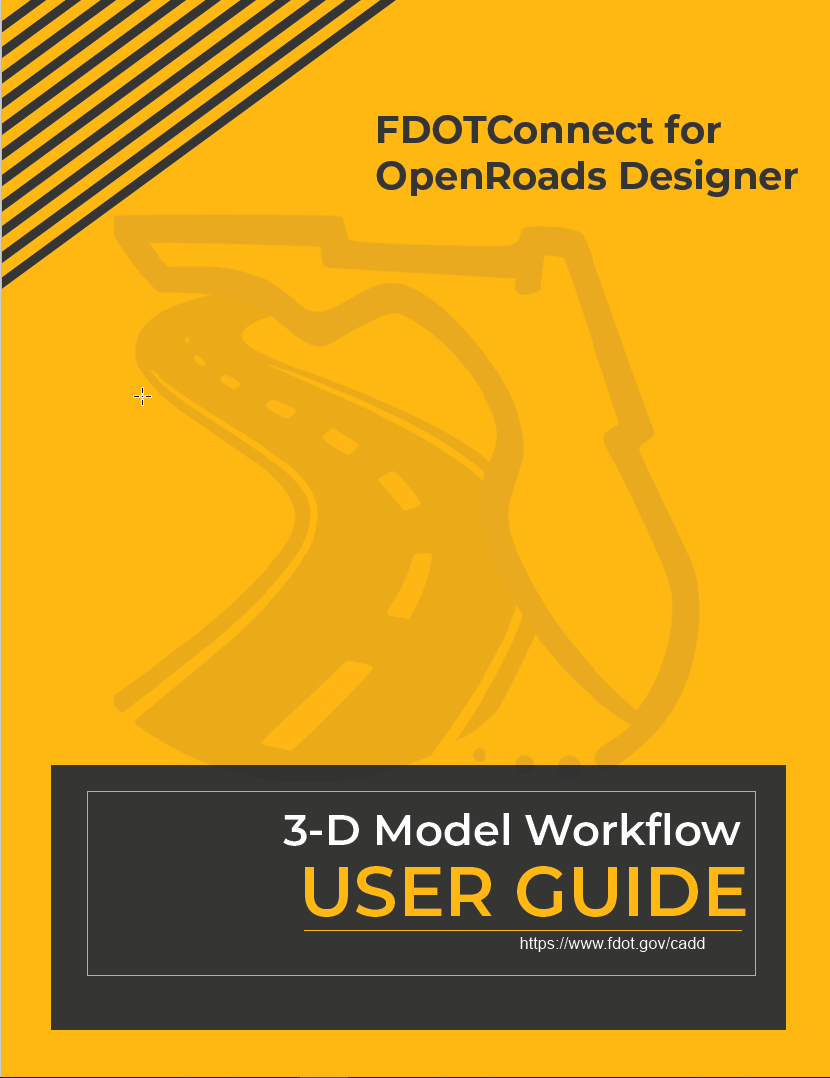 FDOTConnect for
OpenRoads Designer
3-D Model Workflow
USER GUIDE
https://www.fdot.gov/cadd